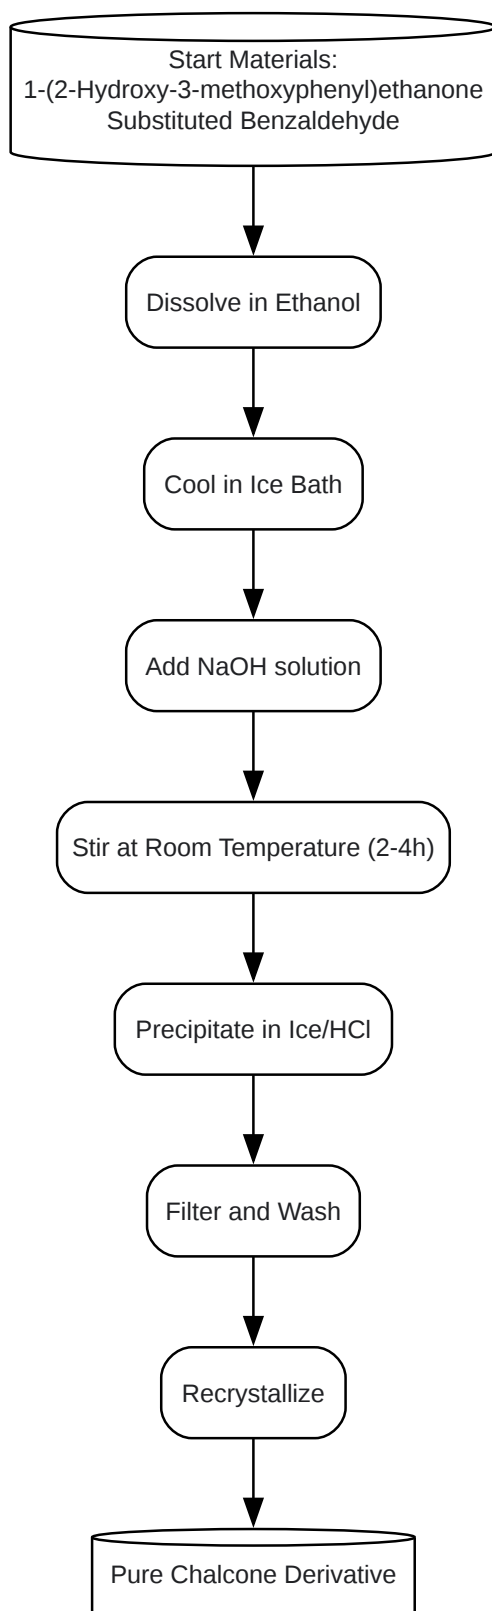 Start Materials:
1-(2-Hydroxy-3-methoxyphenyl)ethanone
Substituted Benzaldehyde
Dissolve in Ethanol
Cool in Ice Bath
Add NaOH solution
Stir at Room Temperature (2-4h)
Precipitate in Ice/HCl
Filter and Wash
Recrystallize
Pure Chalcone Derivative